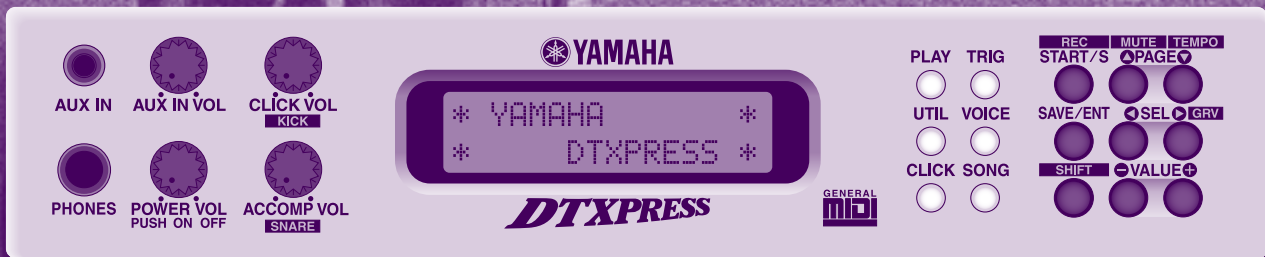 AUX IN
AUX IN VOL
CLICK VOL
KICK
PHONES
POWER VOL
PUSH ON OFF
ACCOMP VOL
SNARE
YAMAHA
* YAMAHA *
* DTXPRESS *
DTXPRESS
GENERAL
MIDI
PLAY TRIG
UTIL VOICE
CLICK SONG
REC MUTE TEMPO
START/S ▲PAGE▼
SAVE/ENT ◀SEL▶ GRV
SHIFT −VALUE+